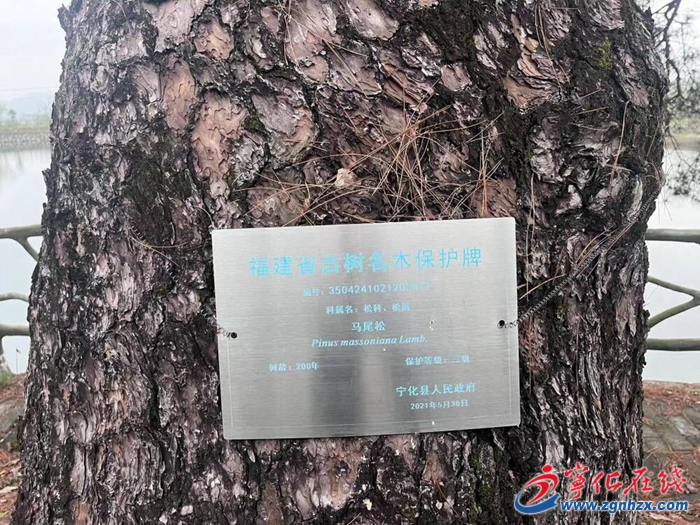 福建省古树名木保护牌
编号:
科属名：松科、松属
马尾松
Pinus massoniana Lamb.
树龄：200年 保护等级：三级
宁化县人民政府
2021年5月30日
宁化在线
www.zgnhzx.com